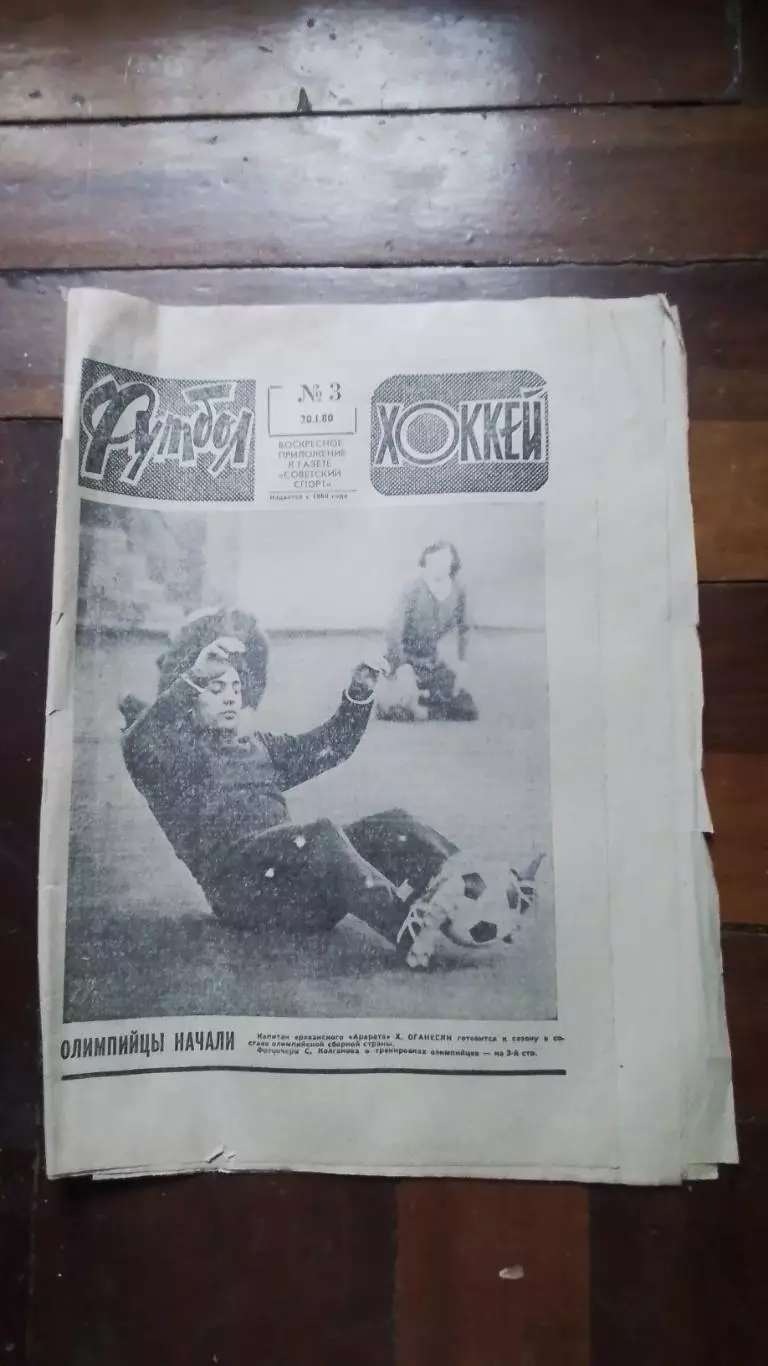 Футбол
№ 3
20.1.80
ВОСКРЕСНОЕ
ПРИЛОЖЕНИЕ
К ГАЗЕТЕ
«СОВЕТСКИЙ
СПОРТ»
Издается с 1960 года
ХОККЕЙ
ОЛИМПИЙЦЫ НАЧАЛИ
Капитан ереванского «Арарата» Х. ОГАНЕСЯН готовится к сезону в со-
ставе олимпийской сборной страны.
Фотоочерк С. Колганова о тренировках олимпийцев — на 3-й стр.